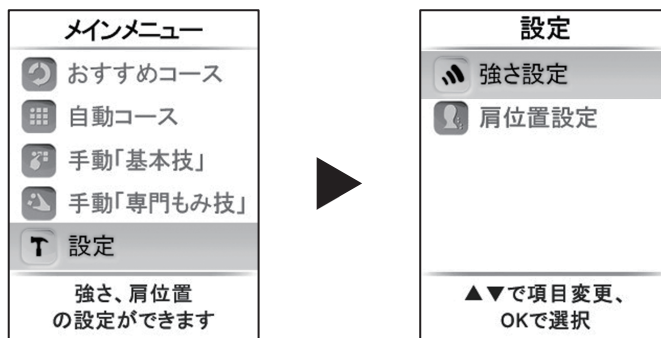 メインメニュー
おすすめコース
自動コース
手動「基本技」
手動「専門もみ技」
設定
強さ、肩位置
の設定ができます
設定
強さ設定
肩位置設定
▲▼で項目変更、
OKで選択